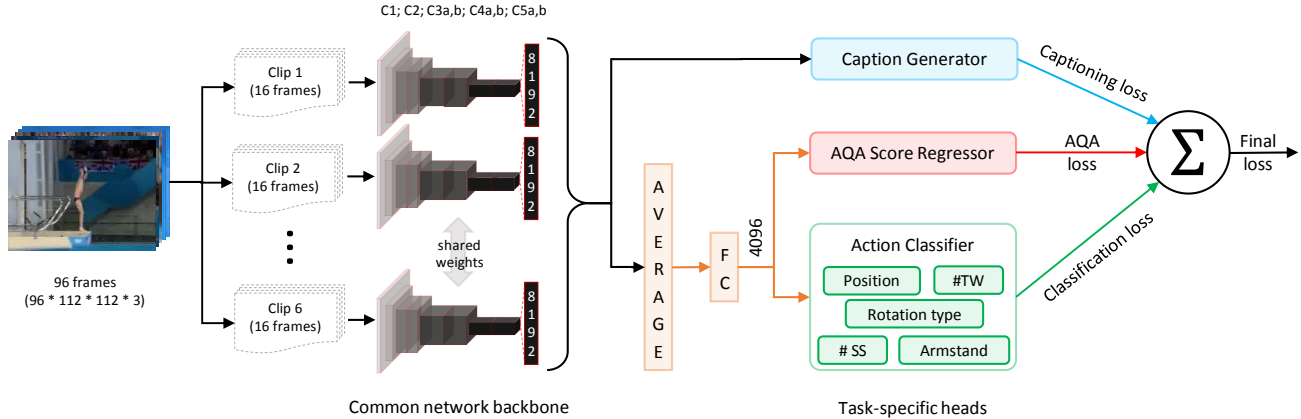 C1; C2; C3a,b; C4a,b; C5a,b
Clip 1
(16 frames)
8
1
9
2
Clip 2
(16 frames)
8
1
9
2
Clip 6
(16 frames)
8
1
9
2
shared
weights
96 frames
(96 * 112 * 112 * 3)
Common network backbone
A
V
E
R
A
G
E
F
C
4096
Caption Generator
AQA Score Regressor
Action Classifier
Position
#TW
Rotation type
# SS
Armstand
Task-specific heads
Captioning loss
AQA
loss
Classification loss
Σ
Final
loss